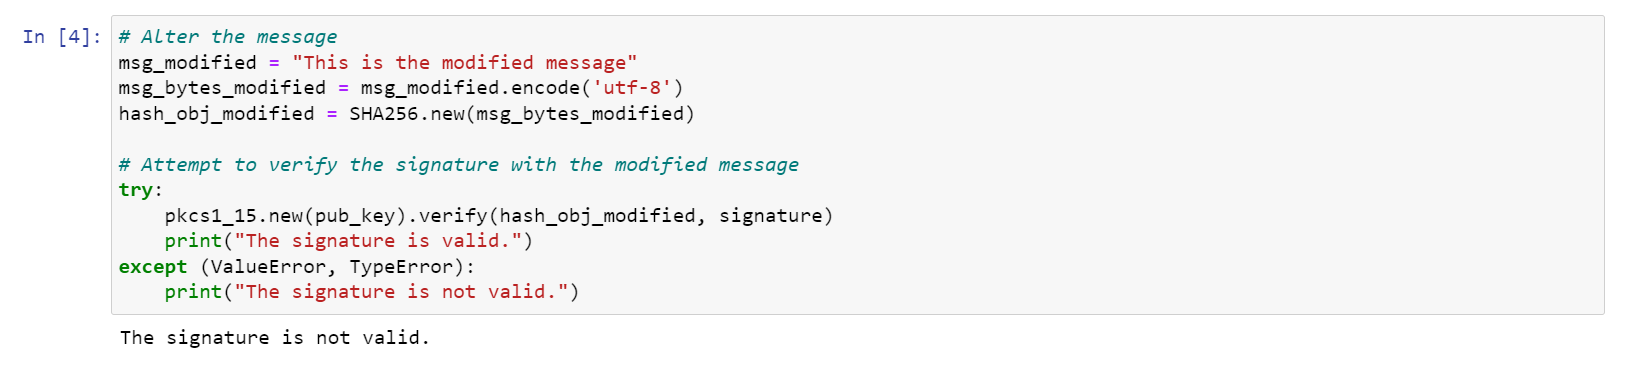 In [4]: # Alter the message
msg_modified = "This is the modified message"
msg_bytes_modified = msg_modified.encode('utf-8')
hash_obj_modified = SHA256.new(msg_bytes_modified)

# Attempt to verify the signature with the modified message
try:
    pkcs1_15.new(pub_key).verify(hash_obj_modified, signature)
    print("The signature is valid.")
except (ValueError, TypeError):
    print("The signature is not valid.")
The signature is not valid.